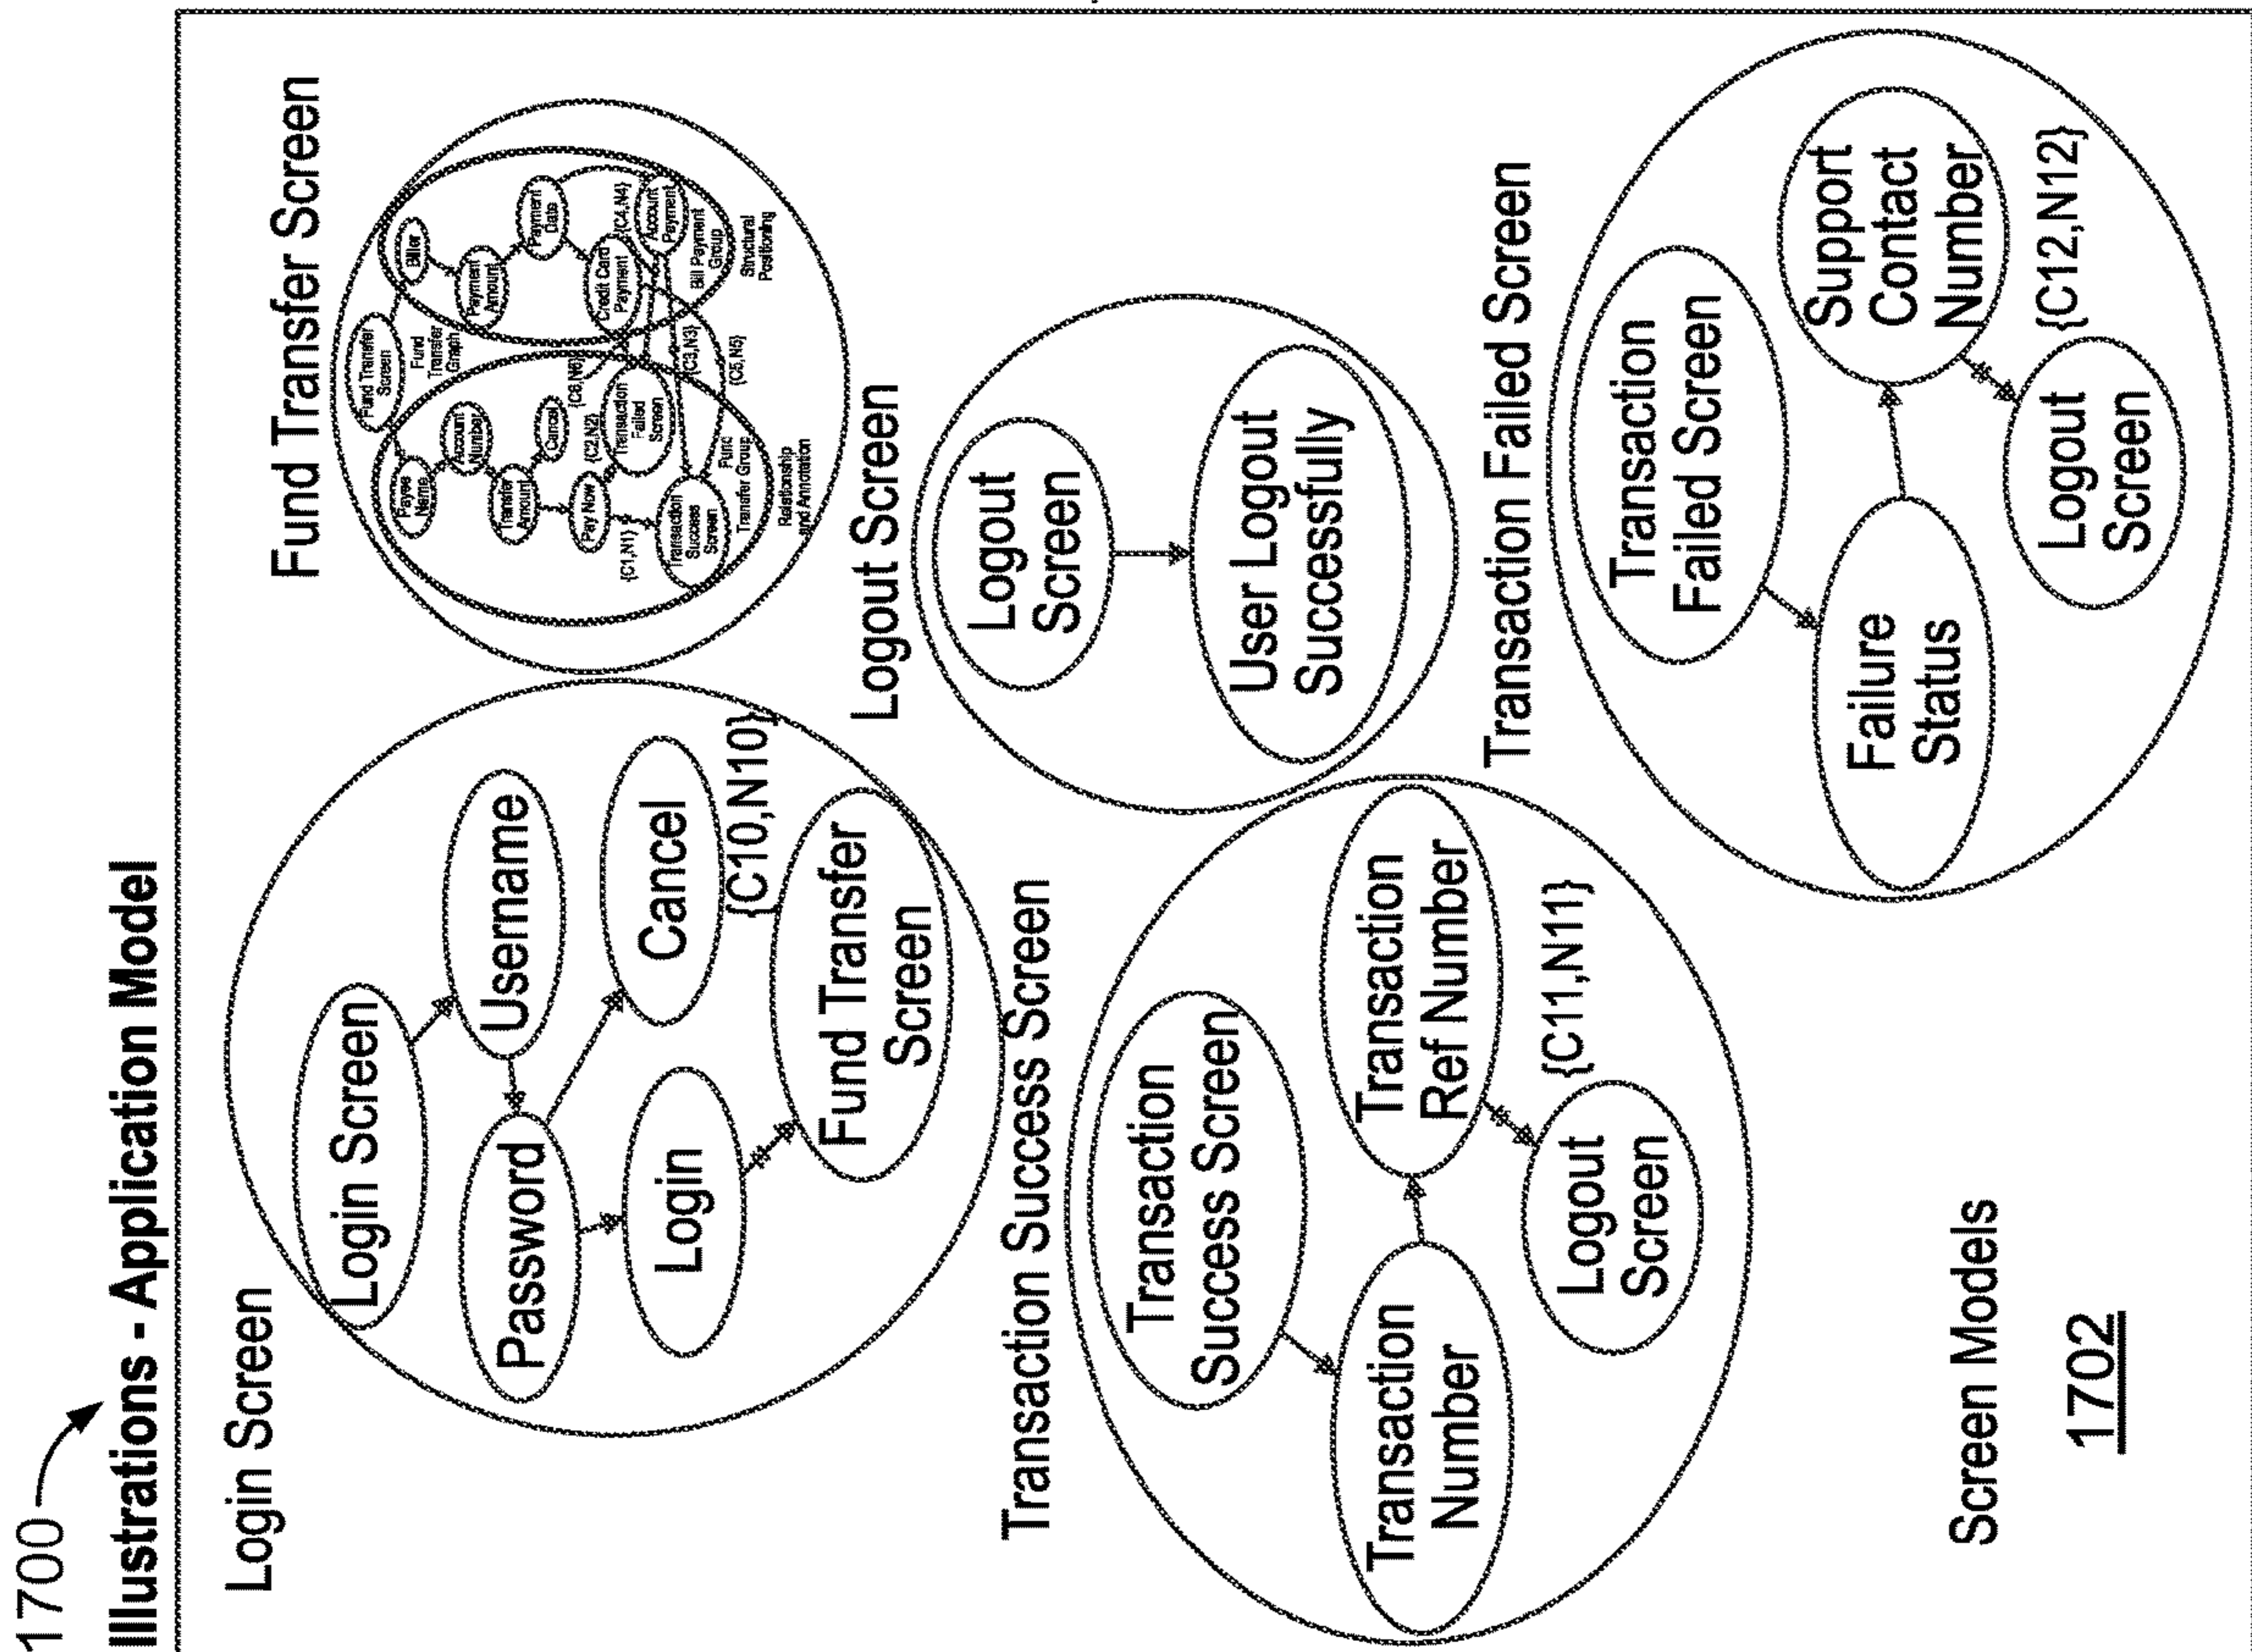 1700
Illustrations - Application Model
Login Screen
Login Screen
Username
Password
Cancel
Login
{C10,N10}
Fund Transfer
Screen
Fund Transfer Screen
Fund Transfer
Screen
Fund
Transfer
Graph
Payee
Name
Account
Number
Transfer
Amount
Cancel
Pay Now
{C2,N2}
{C6,N6}
{C1,N1}
Transaction
Failed
Screen
Transaction
Success
Screen
Fund
Transfer Group
Relationship
and Annotation
Biller
Payment
Amount
Payment
Date
Credit Card
Payment
{C4,N4}
Account
Payment
{C3,N3}
{C5,N5}
Bill Payment
Group
Structural
Positioning
Transaction Success Screen
Transaction
Success Screen
Transaction
Number
Transaction
Ref Number
{C11,N11}
Logout
Screen
Logout Screen
Logout
Screen
User Logout
Successfully
Transaction Failed Screen
Transaction
Failed Screen
Failure
Status
Support
Contact
Number
{C12,N12}
Logout
Screen
Screen Models
1702